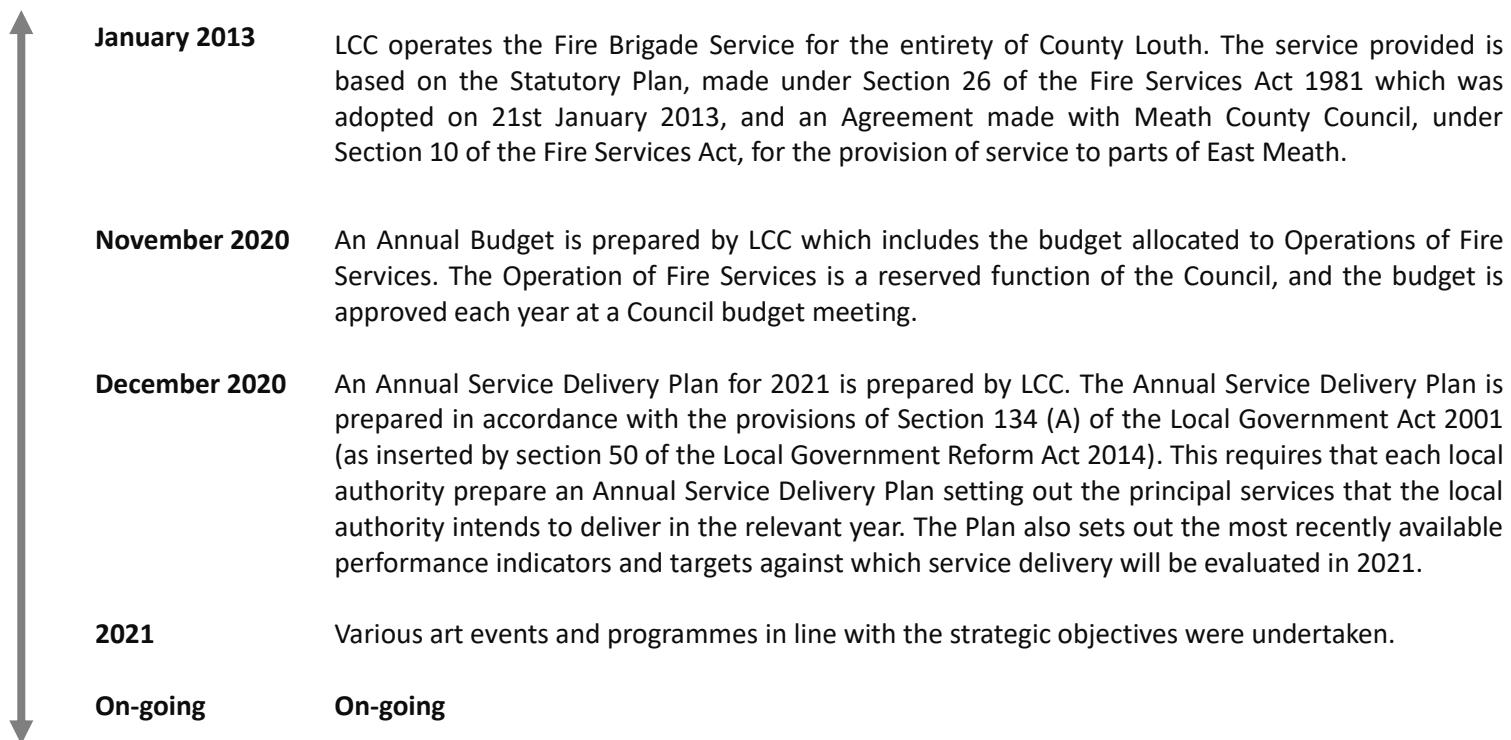 January 2013
LCC operates the Fire Brigade Service for the entirety of County Louth. The service provided is
based on the Statutory Plan, made under Section 26 of the Fire Services Act 1981 which was
adopted on 21st January 2013, and an Agreement made with Meath County Council, under
Section 10 of the Fire Services Act, for the provision of service to parts of East Meath.
November 2020
An Annual Budget is prepared by LCC which includes the budget allocated to Operations of Fire
Services. The Operation of Fire Services is a reserved function of the Council, and the budget is
approved each year at a Council budget meeting.
December 2020
An Annual Service Delivery Plan for 2021 is prepared by LCC. The Annual Service Delivery Plan is
prepared in accordance with the provisions of Section 134 (A) of the Local Government Act 2001
(as inserted by section 50 of the Local Government Reform Act 2014). This requires that each local
authority prepare an Annual Service Delivery Plan setting out the principal services that the local
authority intends to deliver in the relevant year. The Plan also sets out the most recently available
performance indicators and targets against which service delivery will be evaluated in 2021.
2021
Various art events and programmes in line with the strategic objectives were undertaken.
On-going
On-going